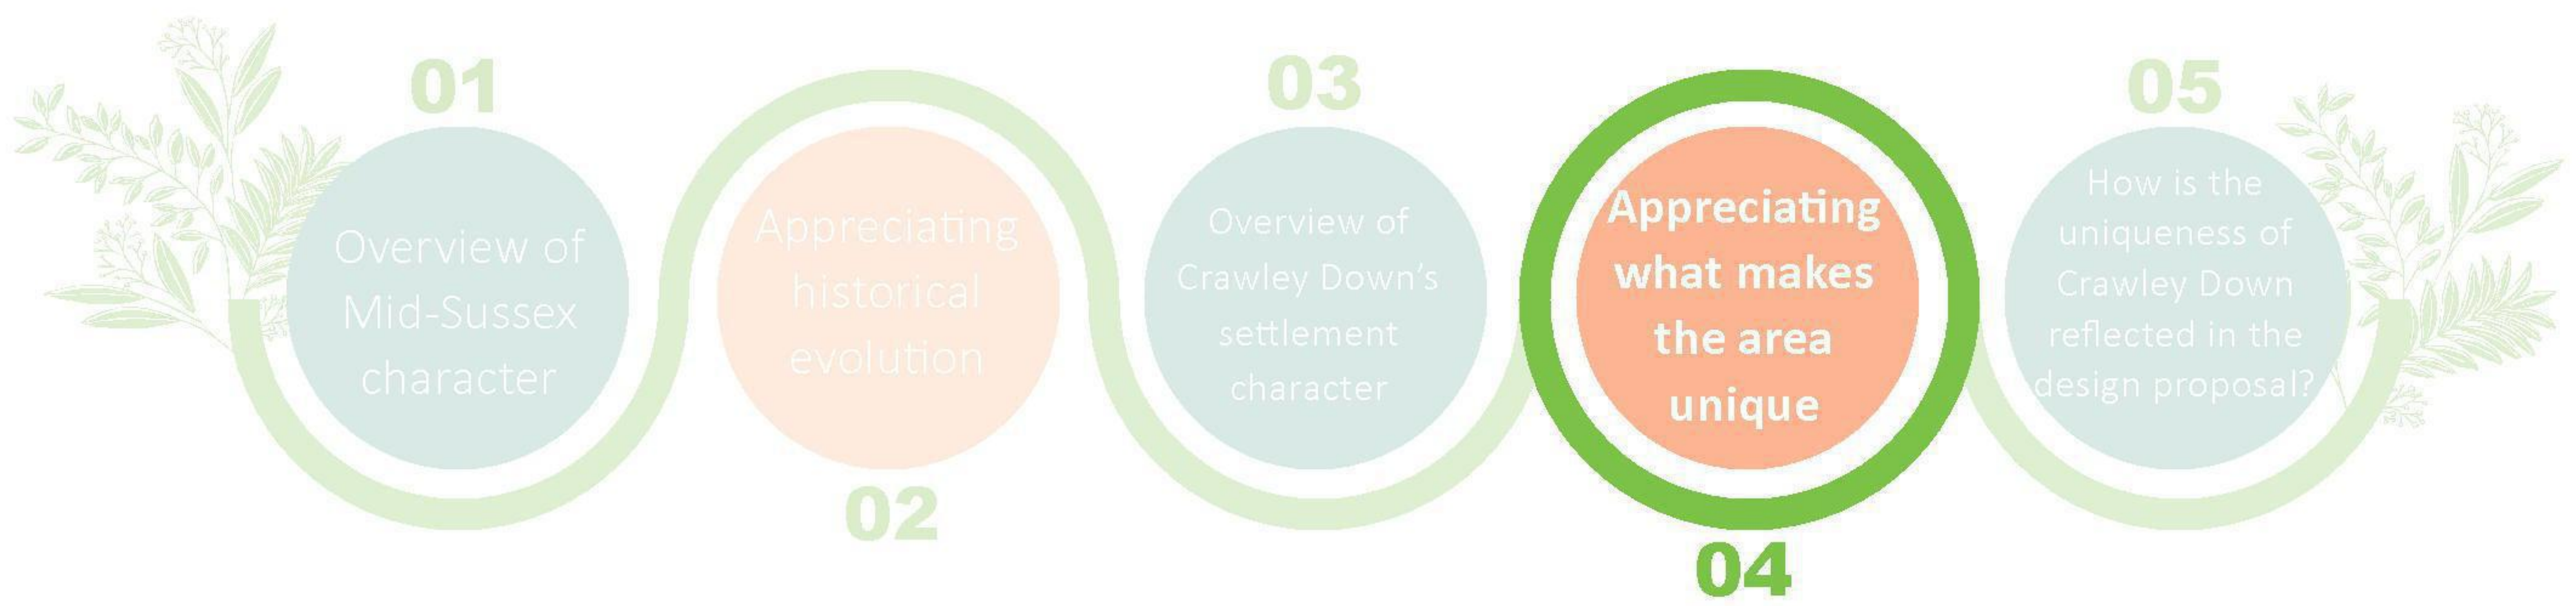 01
Overview of
Mid-Sussex
character
Appreciating
historical
evolution
02
03
Overview of
Crawley Down's
settlement
character
Appreciating
what makes
the area
unique
04
05
How is the
uniqueness of
Crawley Down
reflected in the
design proposal?